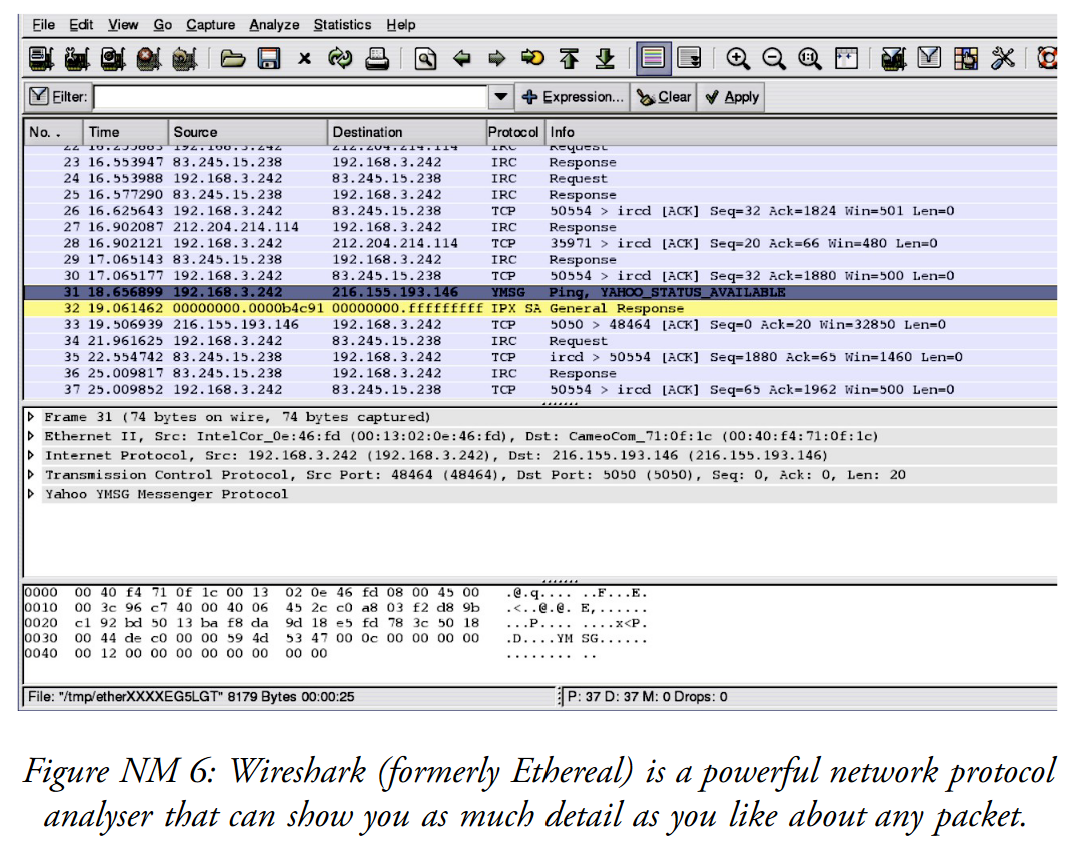 File Edit View Go Capture Analyze Statistics Help
Filter: Expression... Clear Apply
No. . Time Source Destination Protocol Info
22 16.253883 192.168.3.242 212.204.214.114 IRC Request
23 16.553947 83.245.15.238 192.168.3.242 IRC Response
24 16.553988 192.168.3.242 83.245.15.238 IRC Request
25 16.577290 83.245.15.238 192.168.3.242 IRC Response
26 16.625643 192.168.3.242 83.245.15.238 TCP 50554 > ircd [ACK] Seq=32 Ack=1824 Win=501 Len=0
27 16.902087 212.204.214.114 192.168.3.242 IRC Response
28 16.902121 192.168.3.242 212.204.214.114 TCP 35971 > ircd [ACK] Seq=20 Ack=66 Win=480 Len=0
29 17.065143 83.245.15.238 192.168.3.242 IRC Response
30 17.065177 192.168.3.242 83.245.15.238 TCP 50554 > ircd [ACK] Seq=32 Ack=1880 Win=500 Len=0
31 18.656899 192.168.3.242 216.155.193.146 YMSG Ping, YAHOO_STATUS_AVAILABLE
32 19.061462 00000000.0000b4c91 00000000.fffffffff IPX SA General Response
33 19.506939 216.155.193.146 192.168.3.242 TCP 5050 > 48464 [ACK] Seq=0 Ack=20 Win=32850 Len=0
34 21.961625 192.168.3.242 83.245.15.238 IRC Request
35 22.554742 83.245.15.238 192.168.3.242 TCP ircd > 50554 [ACK] Seq=1880 Ack=65 Win=1460 Len=0
36 25.009817 83.245.15.238 192.168.3.242 IRC Response
37 25.009852 192.168.3.242 83.245.15.238 TCP 50554 > ircd [ACK] Seq=65 Ack=1962 Win=500 Len=0
Frame 31 (74 bytes on wire, 74 bytes captured)
Ethernet II, Src: IntelCor_0e:46:fd (00:13:02:0e:46:fd), Dst: CameoCom_71:0f:1c (00:40:f4:71:0f:1c)
Internet Protocol, Src: 192.168.3.242 (192.168.3.242), Dst: 216.155.193.146 (216.155.193.146)
Transmission Control Protocol, Src Port: 48464 (48464), Dst Port: 5050 (5050), Seq: 0, Ack: 0, Len: 20
Yahoo YMSG Messenger Protocol
0000 00 40 f4 71 0f 1c 00 13 02 0e 46 fd 08 00 45 00 .@.q.... ..F...E.
0010 00 3c 96 c7 40 00 40 06 45 2c c0 a8 03 f2 d8 9b .<..@.@. E,......
0020 c1 92 bd 50 13 ba f8 da 9d 18 e5 fd 78 3c 50 18 ...P.... ....x<P.
0030 00 44 de c0 00 00 59 4d 53 47 00 0c 00 00 00 00 .D....YM SG......
0040 00 12 00 00 00 00 00 00 00 00 ........ ..
File: "/tmp/etherXXXXEG5LGT" 8179 Bytes 00:00:25 P: 37 D: 37 M: 0 Drops: 0
Figure NM 6: Wireshark (formerly Ethereal) is a powerful network protocol
analyser that can show you as much detail as you like about any packet.